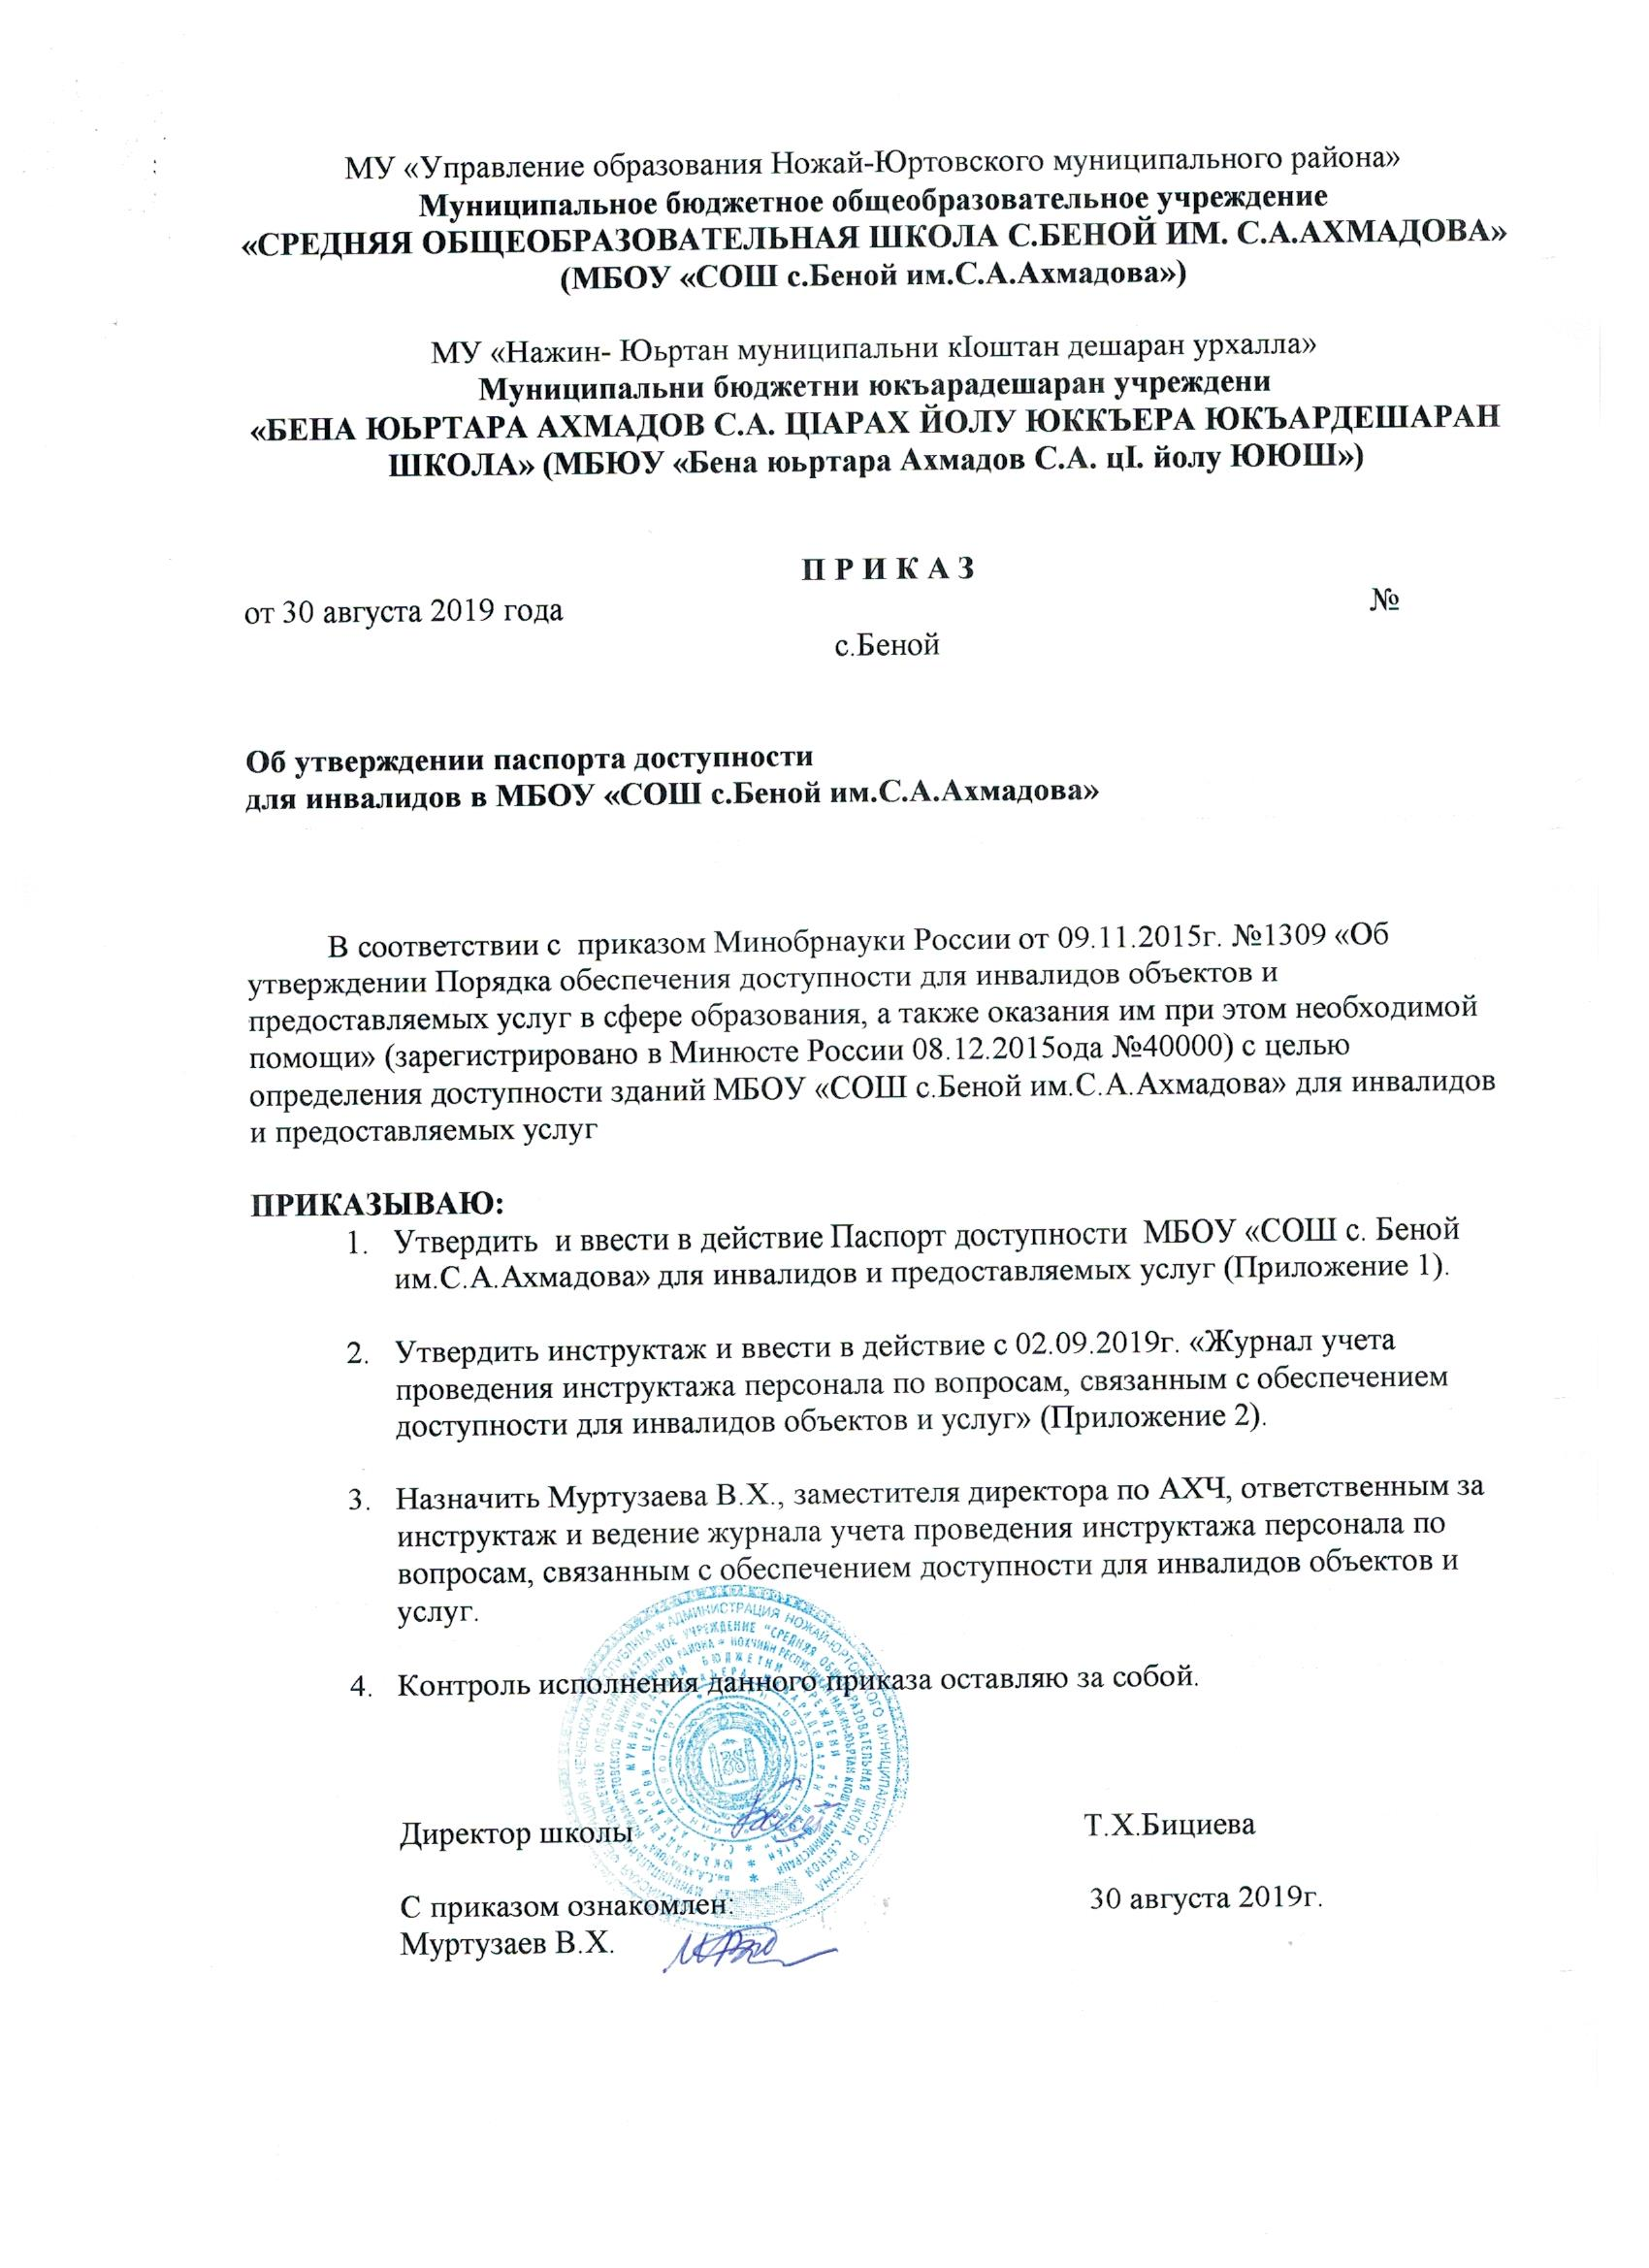 МУ «Управление образования Ножай-Юртовского муниципального района»
Муниципальное бюджетное общеобразовательное учреждение
«СРЕДНЯЯ ОБЩЕОБРАЗОВАТЕЛЬНАЯ ШКОЛА С.БЕНОЙ ИМ. С.А.АХМАДОВА»
(МБОУ «СОШ с.Беной им.С.А.Ахмадова»)
МУ «Нажин- Юьртан муниципальни кІоштан дешаран урхалла»
Муниципальни бюджетни юкъарадешаран учреждени
«БЕНА ЮЬРТАРА АХМАДОВ С.А. ЦІАРАХ ЙОЛУ ЮККЪЕРА ЮКЪАРДЕШАРАН
ШКОЛА» (МБЮУ «Бена юьртара Ахмадов С.А. цІ. йолу ЮЮШ»)
П Р И К А З
от 30 августа 2019 года №
с.Беной
Об утверждении паспорта доступности
для инвалидов в МБОУ «СОШ с.Беной им.С.А.Ахмадова»
В соответствии с приказом Минобрнауки России от 09.11.2015г. №1309 «Об
утверждении Порядка обеспечения доступности для инвалидов объектов и
предоставляемых услуг в сфере образования, а также оказания им при этом необходимой
помощи» (зарегистрировано в Минюсте России 08.12.2015ода №40000) с целью
определения доступности зданий МБОУ «СОШ с.Беной им.С.А.Ахмадова» для инвалидов
и предоставляемых услуг
ПРИКАЗЫВАЮ:
1. Утвердить и ввести в действие Паспорт доступности МБОУ «СОШ с. Беной
им.С.А.Ахмадова» для инвалидов и предоставляемых услуг (Приложение 1).
2. Утвердить инструктаж и ввести в действие с 02.09.2019г. «Журнал учета
проведения инструктажа персонала по вопросам, связанным с обеспечением
доступности для инвалидов объектов и услуг» (Приложение 2).
3. Назначить Муртузаева В.Х., заместителя директора по АХЧ, ответственным за
инструктаж и ведение журнала учета проведения инструктажа персонала по
вопросам, связанным с обеспечением доступности для инвалидов объектов и
услуг.
4. Контроль исполнения данного приказа оставляю за собой.
Директор школы Т.Х.Бициева
С приказом ознакомлен: 30 августа 2019г.
Муртузаев В.Х.